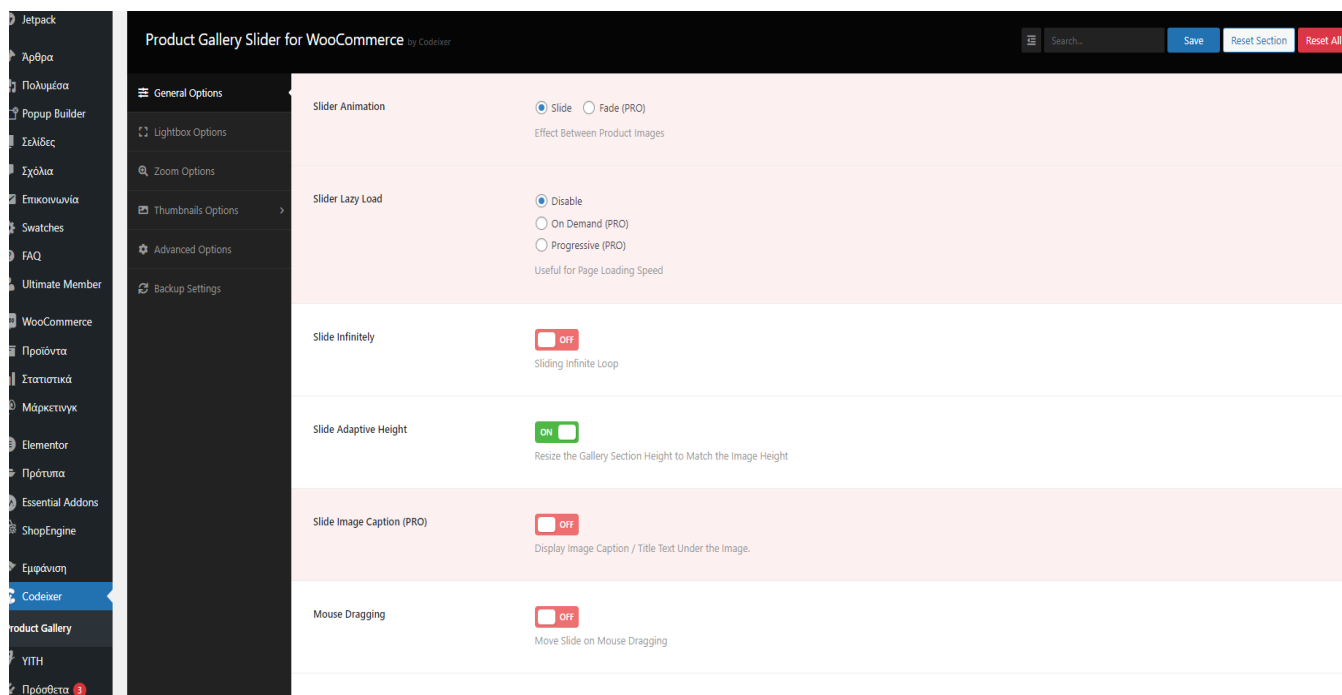 Jetpack
Άρθρα
Πολυμέσα
Popup Builder
Σελίδες
Σχόλια
Επικοινωνία
Swatches
FAQ
Ultimate Member
WooCommerce
Προϊόντα
Στατιστικά
Μάρκετινγκ
Elementor
Πρότυπα
Essential Addons
ShopEngine
Εμφάνιση
Codeixer
roduct Gallery
YITH
Πρόσθετα 3
Product Gallery Slider for WooCommerce by Codeixer
Search...
Save
Reset Section
Reset All
General Options
Lightbox Options
Zoom Options
Thumbnails Options
Advanced Options
Backup Settings
Slider Animation
Slide Fade (PRO)
Effect Between Product Images
Slider Lazy Load
Disable
On Demand (PRO)
Progressive (PRO)
Useful for Page Loading Speed
Slide Infinitely
OFF
Sliding Infinite Loop
Slide Adaptive Height
ON
Resize the Gallery Section Height to Match the Image Height
Slide Image Caption (PRO)
OFF
Display Image Caption / Title Text Under the Image.
Mouse Dragging
OFF
Move Slide on Mouse Dragging